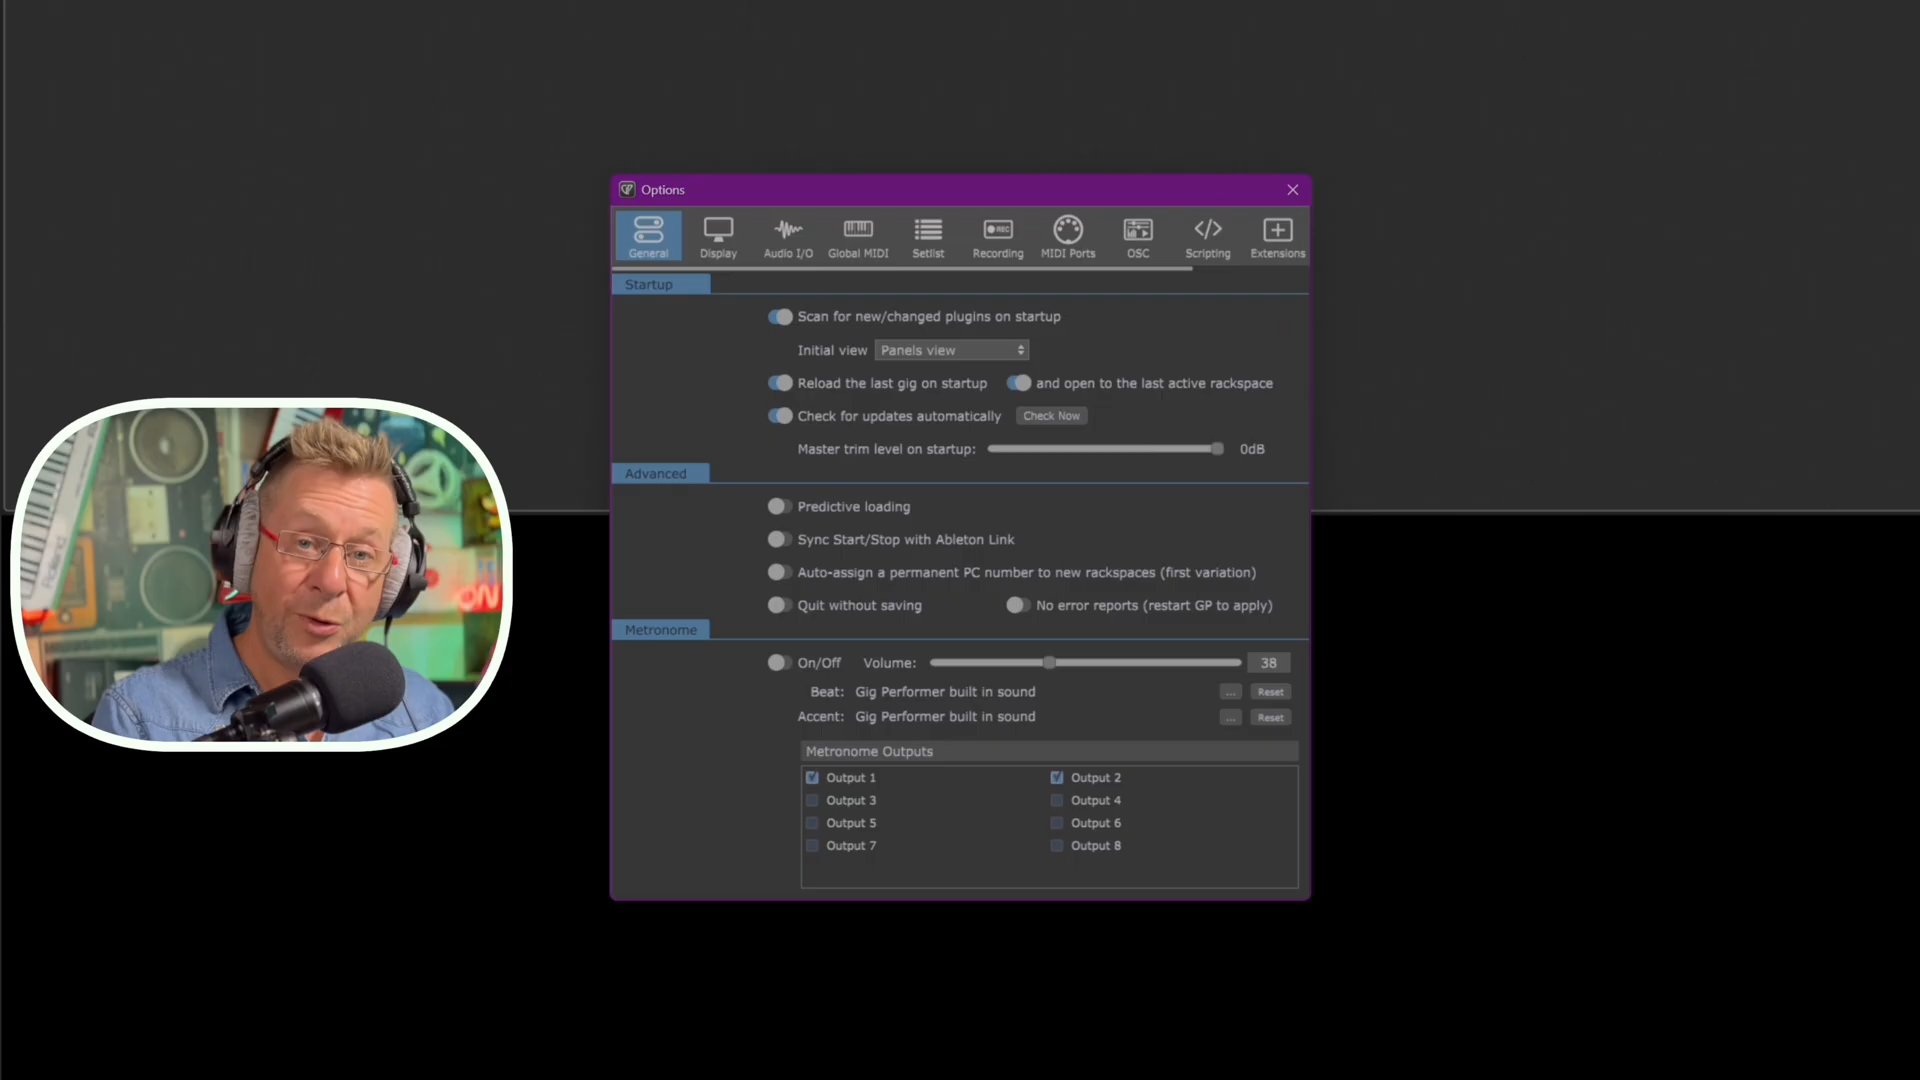 Options
General
Display
Audio I/O
Global MIDI
Setlist
REC
Recording
MIDI Ports
OSC
Scripting
Extensions
Startup
Scan for new/changed plugins on startup
Initial view Panels view
Reload the last gig on startup and open to the last active rackspace
Check for updates automatically Check Now
Master trim level on startup: 0dB
Advanced
Predictive loading
Sync Start/Stop with Ableton Link
Auto-assign a permanent PC number to new rackspaces (first variation)
Quit without saving No error reports (restart GP to apply)
Metronome
On/Off Volume: 38
Beat: Gig Performer built in sound ... Reset
Accent: Gig Performer built in sound ... Reset
Metronome Outputs
Output 1 Output 2
Output 3 Output 4
Output 5 Output 6
Output 7 Output 8
Roland
ON